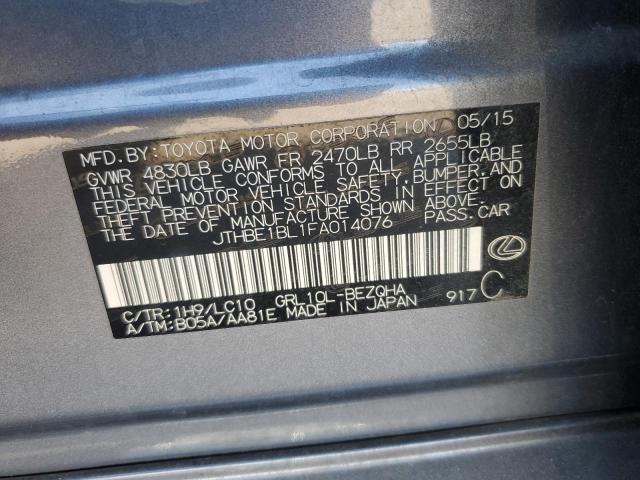 MFD.BY:TOYOTA MOTOR CORPORATION 05/15
GVWR 4830LB GAWR FR 2470LB RR 2655LB
THIS VEHICLE CONFORMS TO ALL APPLICABLE
FEDERAL MOTOR VEHICLE SAFETY, BUMPER, AND
THEFT PREVENTION STANDARDS IN EFFECT ON
THE DATE OF MANUFACTURE SHOWN ABOVE.
JTHBE1BL1FA014076 PASS.CAR
C/TR:1H9/LC10 GRL10L-BEZQHA
A/TM:B05A/AA81E MADE IN JAPAN 917 C